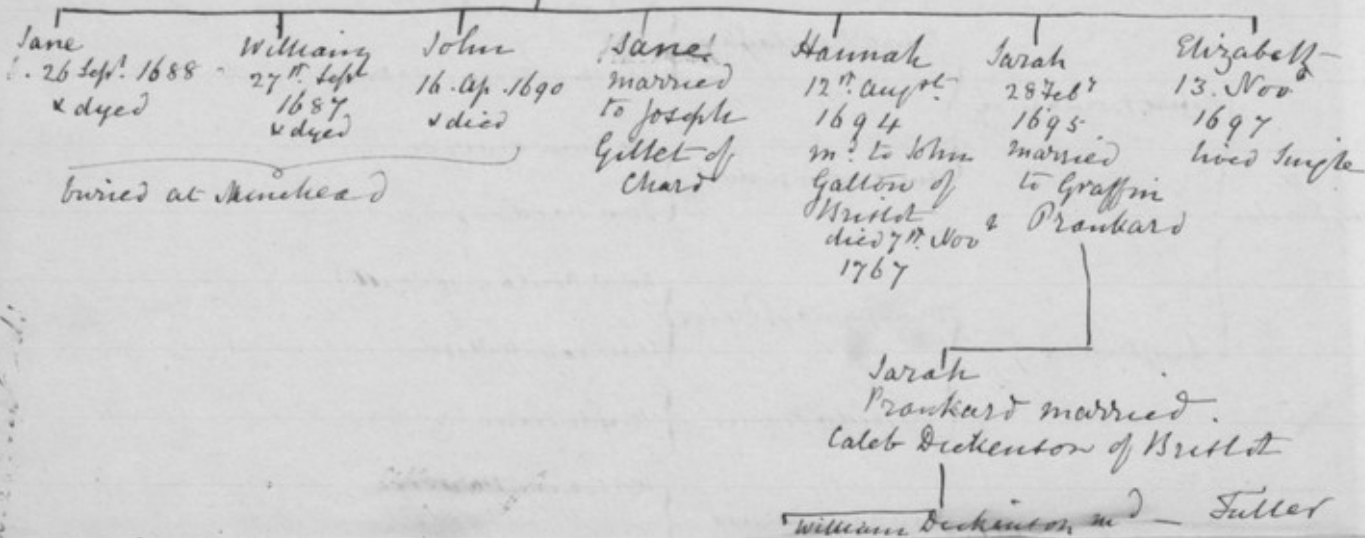 Jane
b. 26 Sept. 1688
& dyed
William
27th. Sept
1687
& dyed
John
16. ap. 1690
& died
buried at Minehead
Jane
married
to Joseph
Gillet of
Chard
Hannah
12th. augst.
1694
md. to John
Galton of
Bristol
died 7th. Nov
1767
Sarah
28 Feby
1695
married
to Graffin
Prankard
Elizabeth
13. Nov
1697
lived Single
Sarah
Prankard married.
Caleb Dickenson of Bristol
William Dickinson md — Fuller